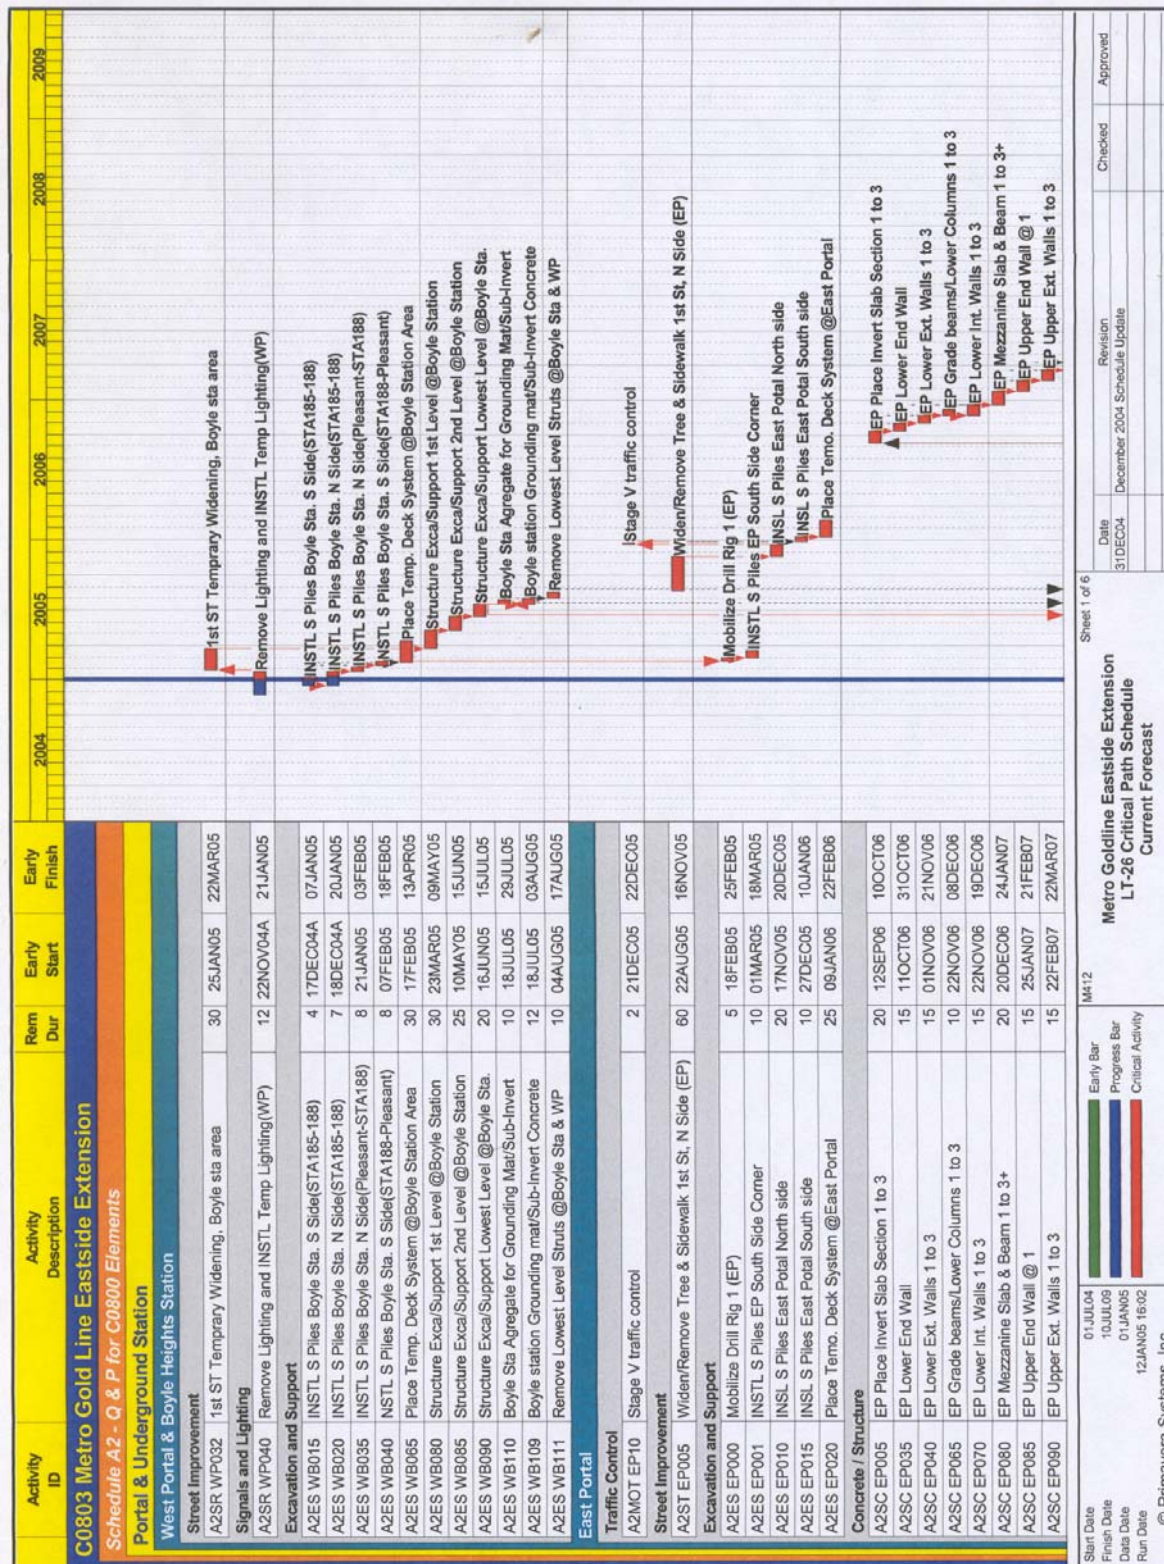 Activity ID Activity Description Rem Dur Early Start Early Finish 2004 2005 2006 2007 2008 2009
C0803 Metro Gold Line Eastside Extension
Schedule A2 - Q & P for C0800 Elements
Portal & Underground Station
West Portal & Boyle Heights Station
Street Improvement
A2SR WP032 1st ST Temprary Widening, Boyle sta area 30 25JAN05 22MAR05 1st ST Temprary Widening, Boyle sta area
Signals and Lighting
A2SR WP040 Remove Lighting and INSTL Temp Lighting(WP) 12 22NOV04A 21JAN05 Remove Lighting and INSTL Temp Lighting(WP)
Excavation and Support
A2ES WB015 INSTL S Piles Boyle Sta. S Side(STA185-188) 4 17DEC04A 07JAN05 INSTL S Piles Boyle Sta. S Side(STA185-188)
A2ES WB020 INSTL S Piles Boyle Sta. N Side(STA185-188) 7 18DEC04A 20JAN05 INSTL S Piles Boyle Sta. N Side(STA185-188)
A2ES WB035 INSTL S Piles Boyle Sta. N Side(Pleasant-STA188) 8 21JAN05 03FEB05 INSTL S Piles Boyle Sta. N Side(Pleasant-STA188)
A2ES WB040 NSTL S Piles Boyle Sta. S Side(STA188-Pleasant) 8 07FEB05 18FEB05 NSTL S Piles Boyle Sta. S Side(STA188-Pleasant)
A2ES WB065 Place Temp. Deck System @Boyle Station Area 30 17FEB05 13APR05 Place Temp. Deck System @Boyle Station Area
A2ES WB080 Structure Exca/Support 1st Level @Boyle Station 30 23MAR05 09MAY05 Structure Exca/Support 1st Level @Boyle Station
A2ES WB085 Structure Exca/Support 2nd Level @Boyle Station 25 10MAY05 15JUN05 Structure Exca/Support 2nd Level @Boyle Station
A2ES WB090 Structure Exca/Support Lowest Level @Boyle Sta. 20 16JUN05 15JUL05 Structure Exca/Support Lowest Level @Boyle Sta.
A2ES WB110 Boyle Sta Agregate for Grounding Mat/Sub-Invert 10 18JUL05 29JUL05 Boyle Sta Agregate for Grounding Mat/Sub-Invert
A2ES WB109 Boyle station Grounding mat/Sub-Invert Concrete 12 18JUL05 03AUG05 Boyle station Grounding mat/Sub-Invert Concrete
A2ES WB111 Remove Lowest Level Struts @Boyle Sta & WP 10 04AUG05 17AUG05 Remove Lowest Level Struts @Boyle Sta & WP
East Portal
Traffic Control
A2MOT EP10 Stage V traffic control 2 21DEC05 22DEC05 Stage V traffic control
Street Improvement
A2ST EP005 Widen/Remove Tree & Sidewalk 1st St, N Side (EP) 60 22AUG05 16NOV05 Widen/Remove Tree & Sidewalk 1st St, N Side (EP)
Excavation and Support
A2ES EP000 Mobilize Drill Rig 1 (EP) 5 18FEB05 25FEB05 Mobilize Drill Rig 1 (EP)
A2ES EP001 INSTL S Piles EP South Side Corner 10 01MAR05 18MAR05 INSTL S Piles EP South Side Corner
A2ES EP010 INSL S Piles East Potal North side 20 17NOV05 20DEC05 INSL S Piles East Potal North side
A2ES EP015 INSL S Piles East Potal South side 10 27DEC05 10JAN06 INSL S Piles East Potal South side
A2ES EP020 Place Temo. Deck System @East Portal 25 09JAN06 22FEB06 Place Temo. Deck System @East Portal
Concrete / Structure
A2SC EP005 EP Place Invert Slab Section 1 to 3 20 12SEP06 10OCT06 EP Place Invert Slab Section 1 to 3
A2SC EP035 EP Lower End Wall 15 11OCT06 31OCT06 EP Lower End Wall
A2SC EP040 EP Lower Ext. Walls 1 to 3 15 01NOV06 21NOV06 EP Lower Ext. Walls 1 to 3
A2SC EP065 EP Grade beams/Lower Columns 1 to 3 10 22NOV06 08DEC06 EP Grade beams/Lower Columns 1 to 3
A2SC EP070 EP Lower Int. Walls 1 to 3 15 22NOV06 19DEC06 EP Lower Int. Walls 1 to 3
A2SC EP080 EP Mezzanine Slab & Beam 1 to 3+ 20 20DEC06 24JAN07 EP Mezzanine Slab & Beam 1 to 3+
A2SC EP085 EP Upper End Wall @ 1 15 25JAN07 21FEB07 EP Upper End Wall @ 1
A2SC EP090 EP Upper Ext. Walls 1 to 3 15 22FEB07 22MAR07 EP Upper Ext. Walls 1 to 3
Start Date 01JUL04
Finish Date 10JUL09
Data Date 01JAN05
Run Date 12JAN05 16:02
© Primavera Systems, Inc.
Early Bar
Progress Bar
Critical Activity
M412
Metro Goldline Eastside Extension
LT-26 Critical Path Schedule
Current Forecast
Sheet 1 of 6
Date Revision Checked Approved
31DEC04 December 2004 Schedule Update